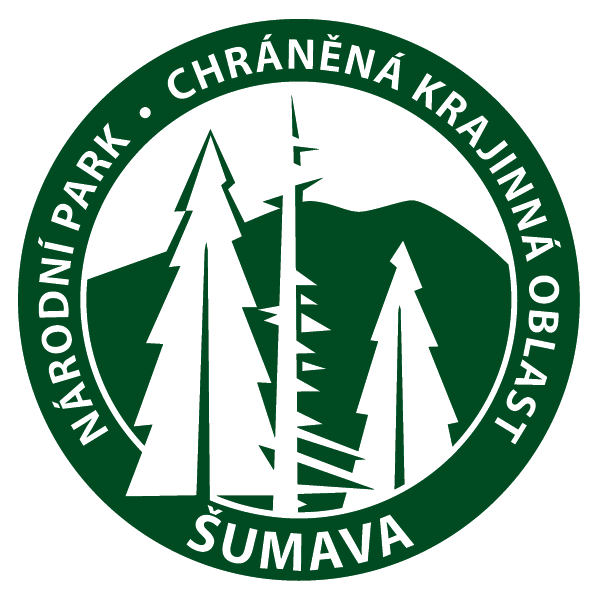 NÁRODNÍ PARK • CHRÁNĚNÁ KRAJINNÁ OBLAST
ŠUMAVA